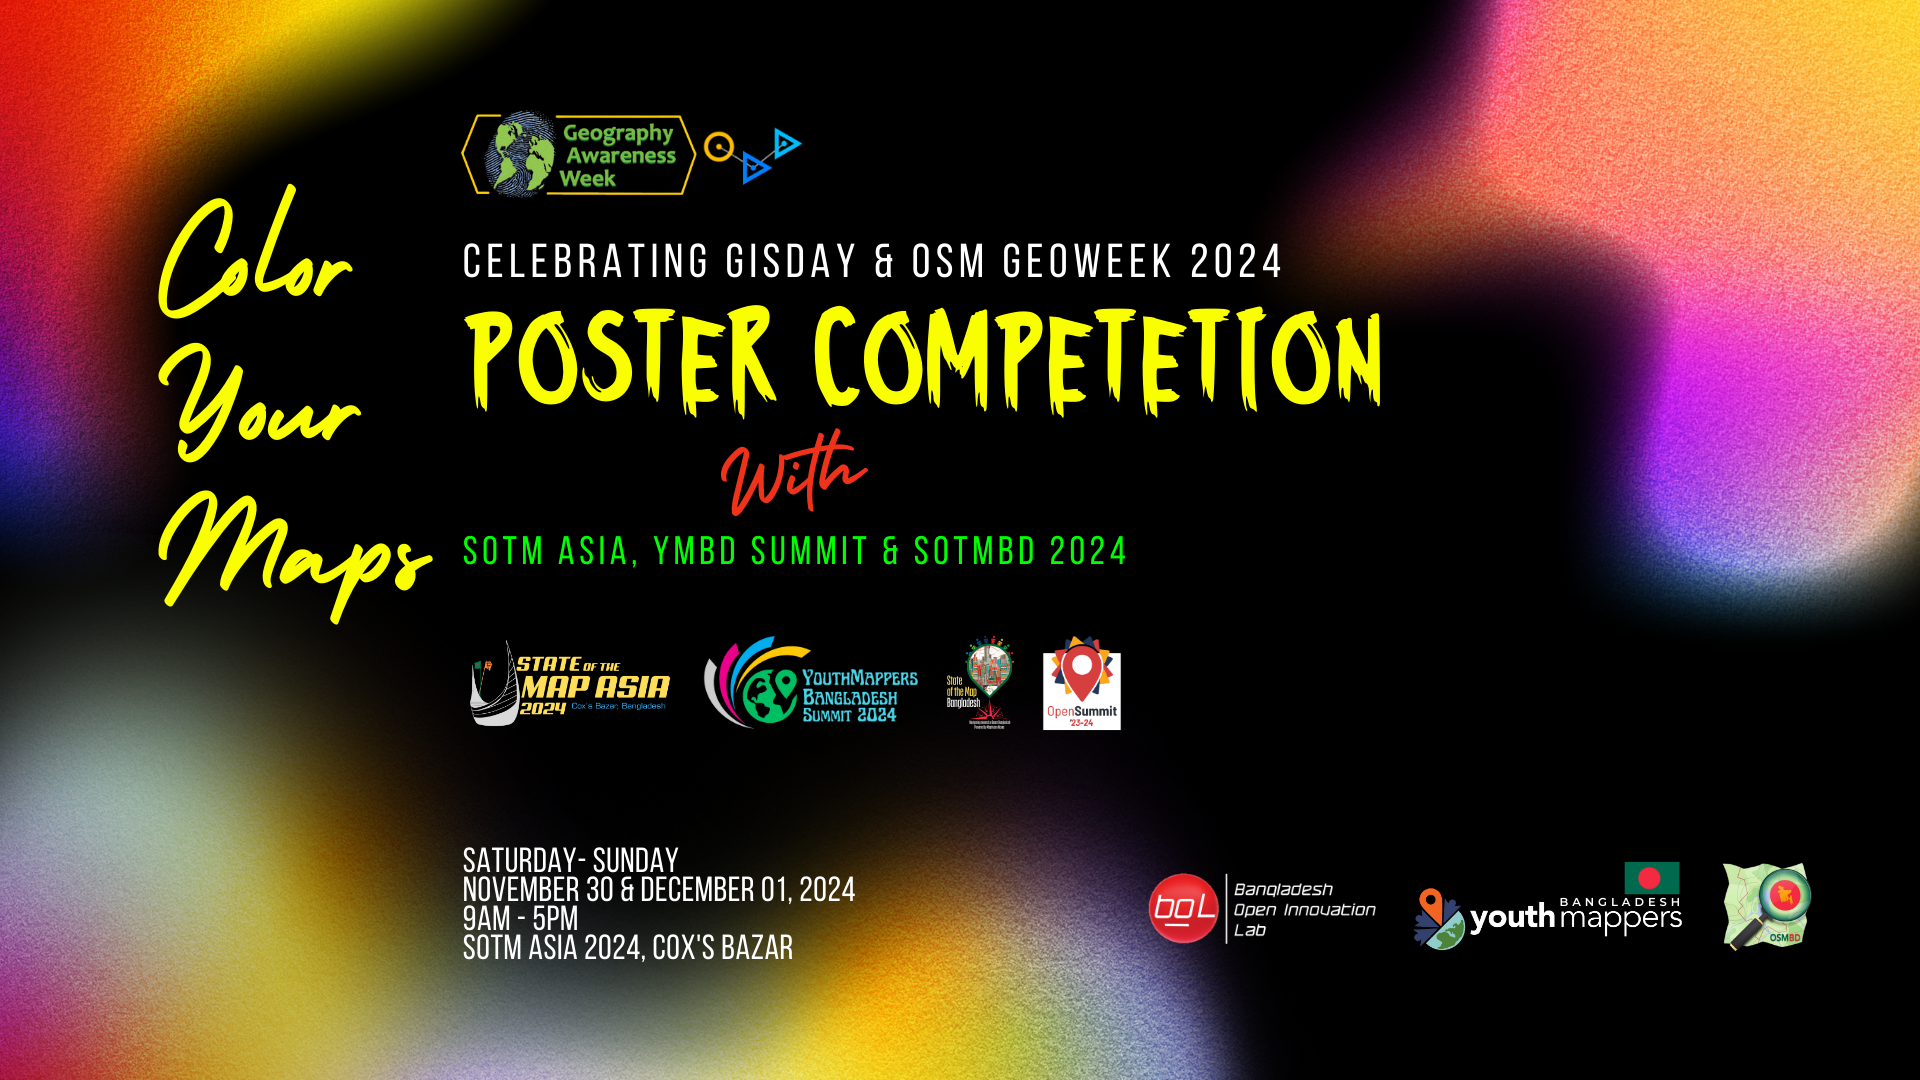 Geography
Awareness
Week
Color
Your
Maps
CELEBRATING GISDAY & OSM GEOWEEK 2024
POSTER COMPETETION
With
SOTM ASIA, YMBD SUMMIT & SOTMBD 2024
STATE OF THE
MAP ASIA
2024 Cox's Bazar, Bangladesh
YOUTHMAPPERS
BANGLADESH
SUMMIT 2024
State
of the Map
Bangladesh
OpenSummit
'23-24
SATURDAY- SUNDAY
NOVEMBER 30 & DECEMBER 01, 2024
9AM - 5PM
SOTM ASIA 2024, COX'S BAZAR
boL
Bangladesh
Open Innovation
Lab
BANGLADESH
youthmappers
OSMBD